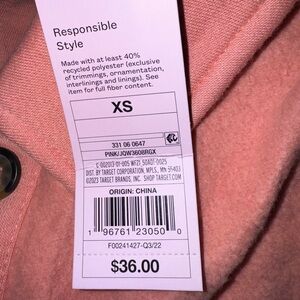 Responsible
Style
Made with at least 40%
recycled polyester (exclusive
of trimmings, ornamentation,
interlinings and linings). See
item for full fiber content.
XS
331 06 0647
PINK/JQW3608RGX
DIST. BY TARGET CORPORATION, MPLS, MN 55403
©2023 TARGET BRANDS, INC. SHOP TARGET.COM
ORIGIN: CHINA
1 96761 23050 0
F00241427-Q3/22
$36.00